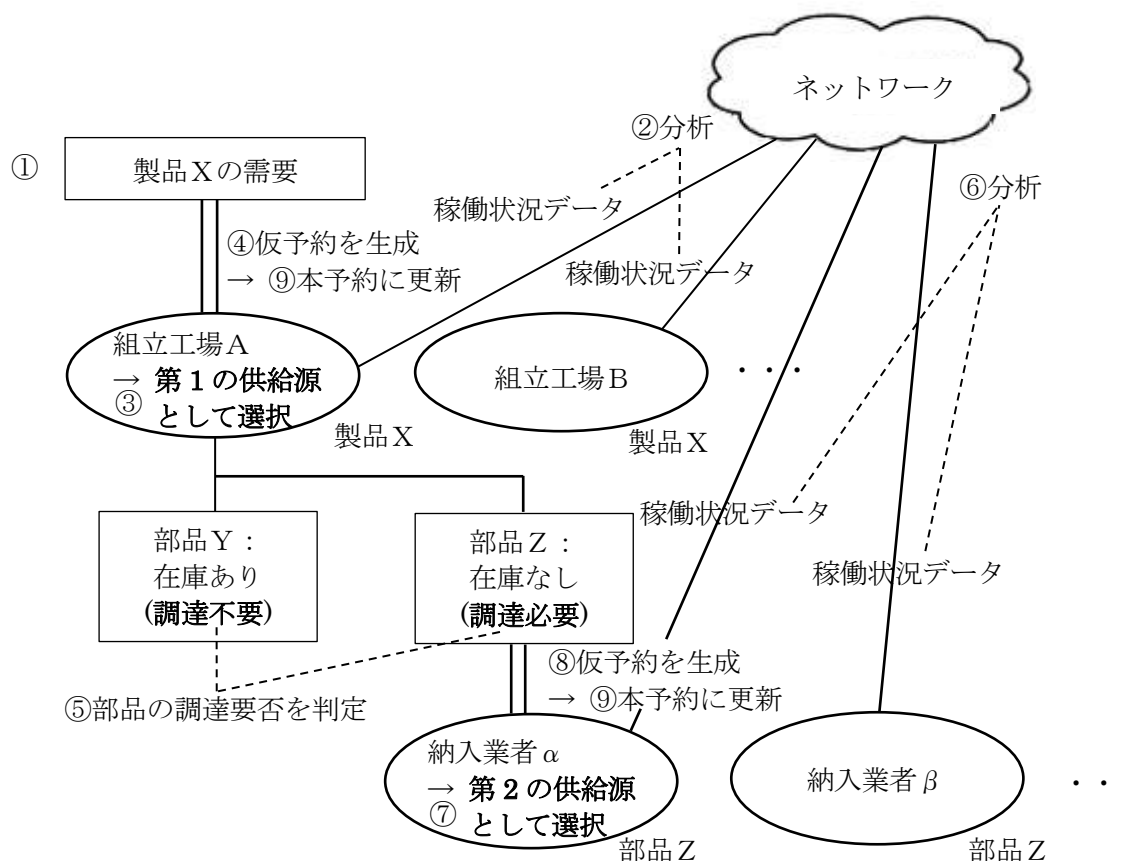 ネットワーク
②分析
① 製品Xの需要
⑥分析
稼働状況データ
④仮予約を生成
→ ⑨本予約に更新
稼働状況データ
組立工場A
→ 第1の供給源
③ として選択
製品X
組立工場B
・・・
製品X
稼働状況データ
部品Y：
在庫あり
(調達不要)
部品Z：
在庫なし
(調達必要)
稼働状況データ
⑧仮予約を生成
→ ⑨本予約に更新
⑤部品の調達要否を判定
納入業者α
→ 第2の供給源
⑦ として選択
部品Z
納入業者β
・・
部品Z